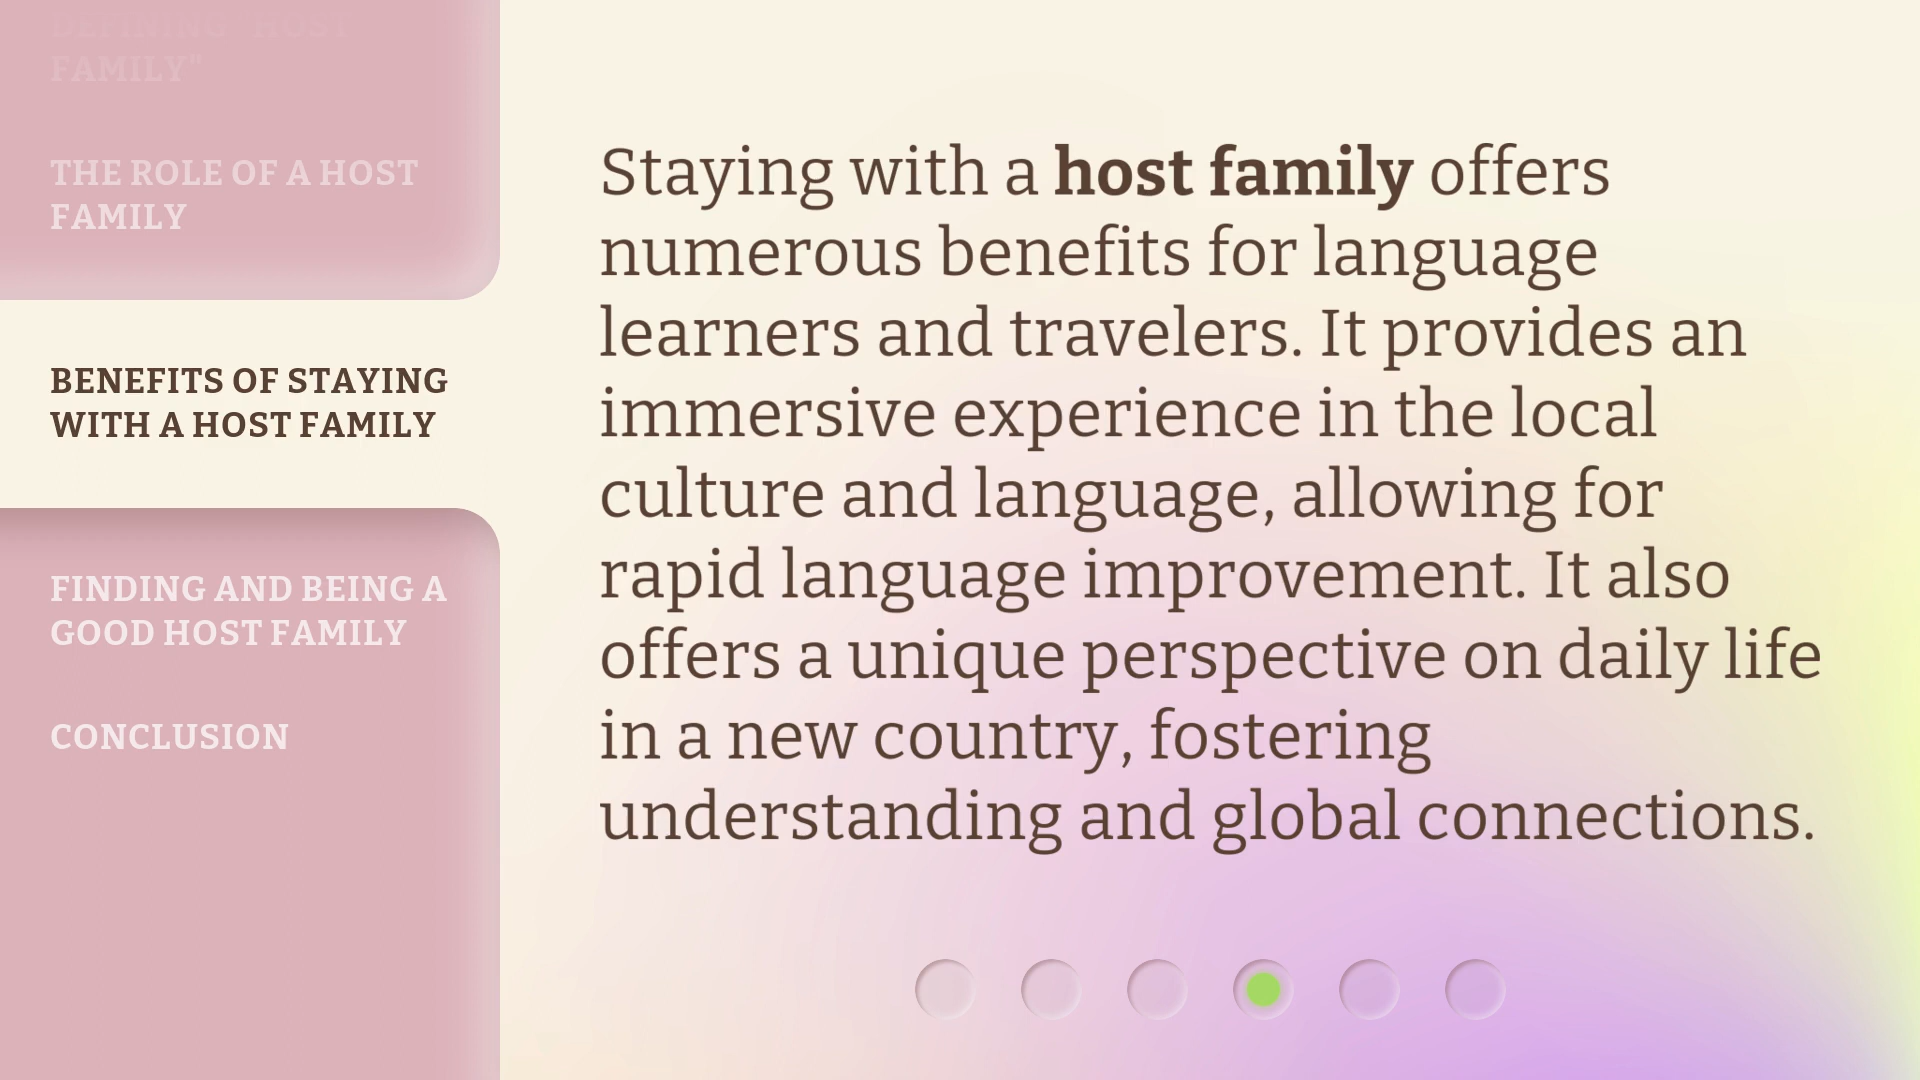 DEFINING "HOST
FAMILY"
THE ROLE OF A HOST
FAMILY
BENEFITS OF STAYING
WITH A HOST FAMILY
FINDING AND BEING A
GOOD HOST FAMILY
CONCLUSION
Staying with a host family offers
numerous benefits for language
learners and travelers. It provides an
immersive experience in the local
culture and language, allowing for
rapid language improvement. It also
offers a unique perspective on daily life
in a new country, fostering
understanding and global connections.